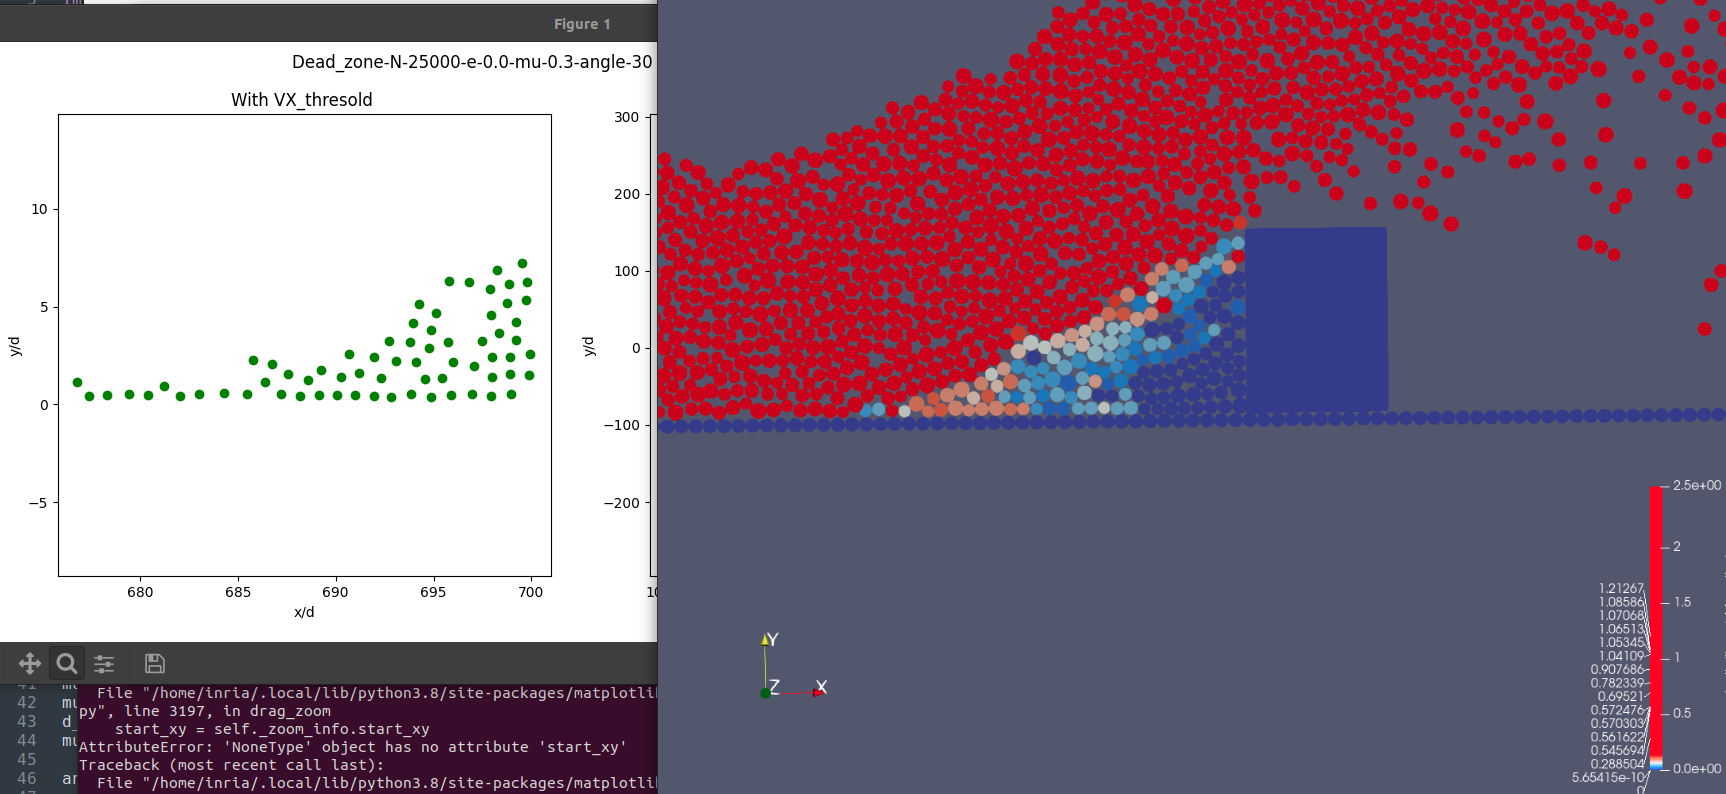 Figure 1
Dead_zone-N-25000-e-0.0-mu-0.3-angle-30
With VX_thresold
10
5
0
−5
y/d
680
685
690
695
700
x/d
300
200
100
0
−100
−200
y/d
41
42
43
d_
44
45
46
File "/home/inria/.local/lib/python3.8/site-packages/matplotli
py", line 3197, in drag_zoom
start_xy = self._zoom_info.start_xy
AttributeError: 'NoneType' object has no attribute 'start_xy'
Traceback (most recent call last):
File "/home/inria/.local/lib/python3.8/site-packages/matplotli
Y
Z
X
2.5e+00
2
1.5
1
0.5
0.0e+00
1.21267
1.08586
1.07068
1.06513
1.05345
1.04109
0.907686
0.782339
0.69521
0.572476
0.570303
0.561622
0.545694
0.288504
5.65415e-10
0